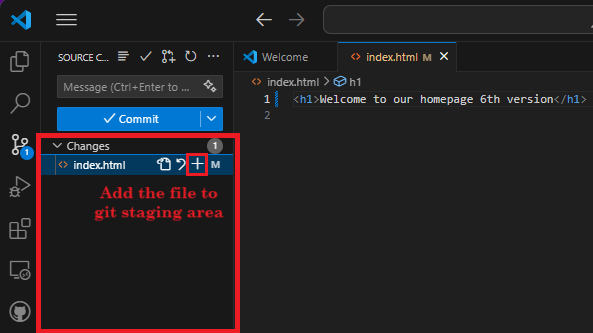 SOURCE C...
Message (Ctrl+Enter to ...
Commit
Changes
1
index.html
M
Add the file to
git staging area
1
Welcome
index.html M
index.html > h1
1 <h1>Welcome to our homepage 6th version</h1>
2